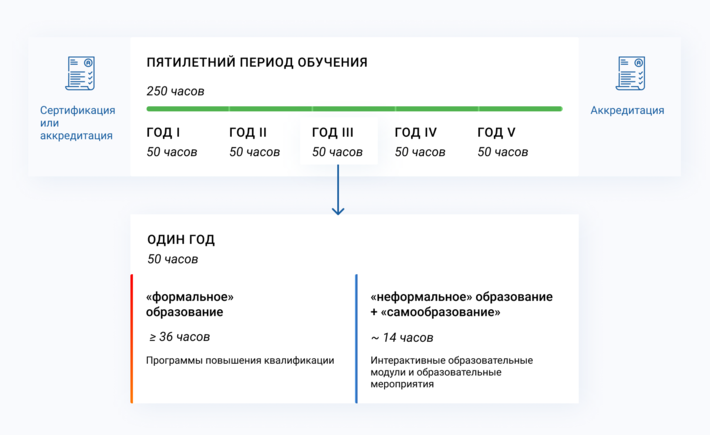 ПЯТИЛЕТНИЙ ПЕРИОД ОБУЧЕНИЯ
250 часов
Сертификация
или
аккредитация
Аккредитация
ГОД I
ГОД II
ГОД III
ГОД IV
ГОД V
50 часов
50 часов
50 часов
50 часов
50 часов
ОДИН ГОД
50 часов
«формальное»
образование
≥ 36 часов
Программы повышения квалификации
«неформальное» образование
+ «самообразование»
~ 14 часов
Интерактивные образовательные
модули и образовательные
мероприятия